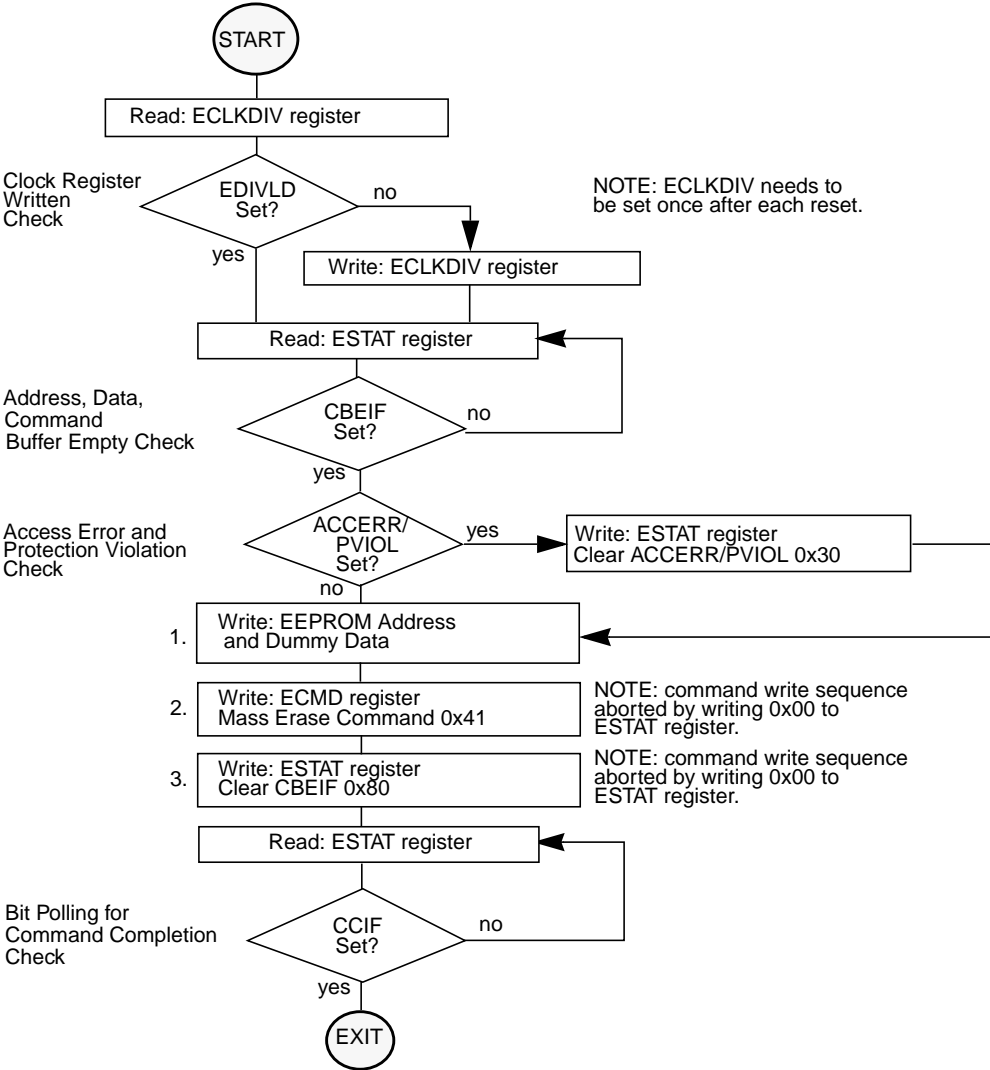 START
Read: ECLKDIV register
Clock Register
Written
Check
EDIVLD
Set?
no
yes
NOTE: ECLKDIV needs to
be set once after each reset.
Write: ECLKDIV register
Read: ESTAT register
Address, Data,
Command
Buffer Empty Check
CBEIF
Set?
no
yes
Access Error and
Protection Violation
Check
ACCERR/
PVIOL
Set?
yes
no
Write: ESTAT register
Clear ACCERR/PVIOL 0x30
1.
Write: EEPROM Address
and Dummy Data
2.
Write: ECMD register
Mass Erase Command 0x41
NOTE: command write sequence
aborted by writing 0x00 to
ESTAT register.
3.
Write: ESTAT register
Clear CBEIF 0x80
NOTE: command write sequence
aborted by writing 0x00 to
ESTAT register.
Read: ESTAT register
Bit Polling for
Command Completion
Check
CCIF
Set?
no
yes
EXIT